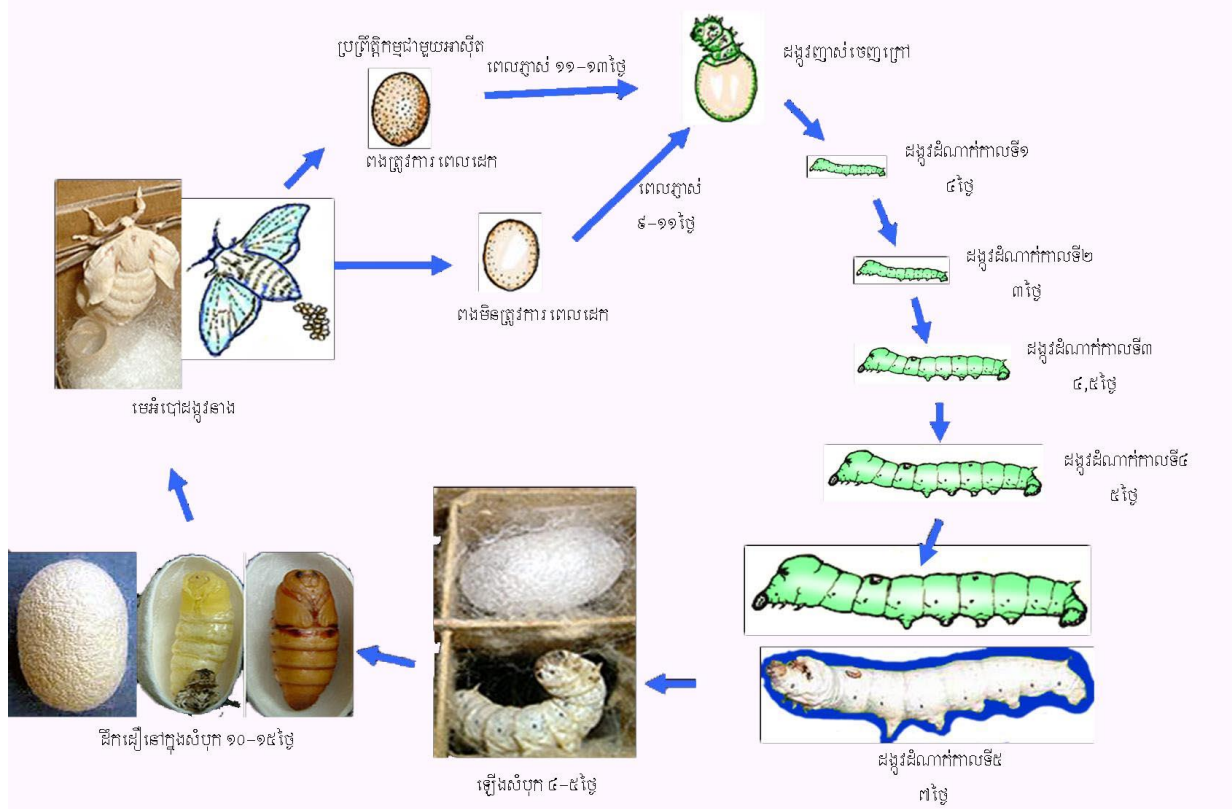 ប្រព្រឹត្តិកម្មជាមួយអាស៊ីត
ពេលភ្ញាស់ ១១–១៣ថ្ងៃ
ដង្កូវញាស់ចេញក្រៅ
ពងត្រូវការ ពេលដេក
ពេលភ្ញាស់
៩–១១ថ្ងៃ
ដង្កូវដំណាក់កាលទី១
៤ថ្ងៃ
ដង្កូវដំណាក់កាលទី២
៣ថ្ងៃ
ពងមិនត្រូវការ ពេលដេក
ដង្កូវដំណាក់កាលទី៣
៤,៥ថ្ងៃ
មេអំបៅដង្កូវនាង
ដង្កូវដំណាក់កាលទី៤
៥ថ្ងៃ
ដឹកដឿនៅក្នុងសំបុក ១០–១៥ថ្ងៃ
ឡើងសំបុក ៤–៥ថ្ងៃ
ដង្កូវដំណាក់កាលទី៥
៧ថ្ងៃ